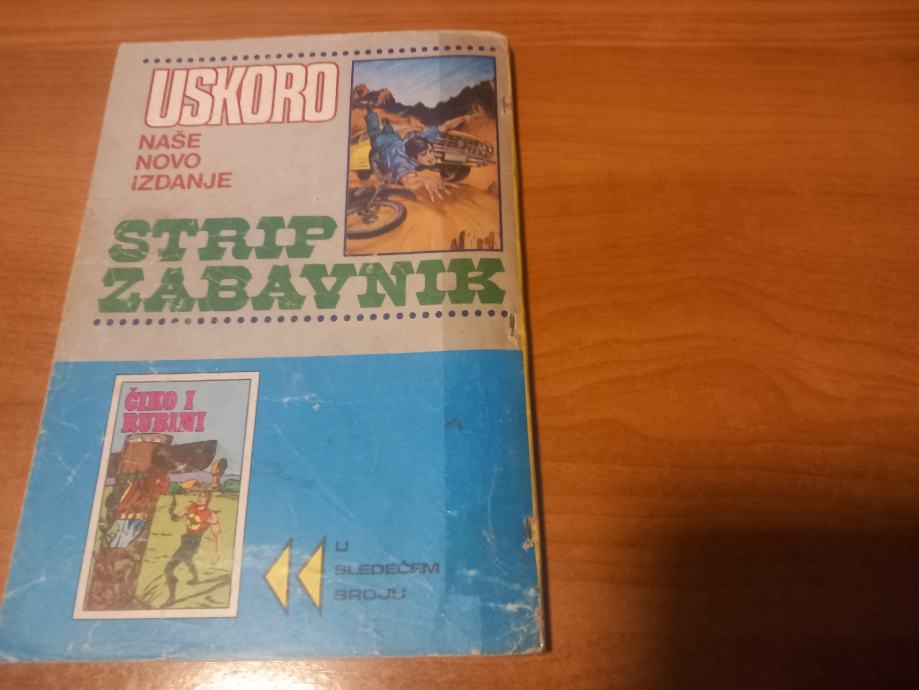 USKORO
NAŠE
NOVO
IZDANJE
STRIP
ZABAVNIK
ČIKO I
RUBINI
U
SLEDEĆEM
BROJU